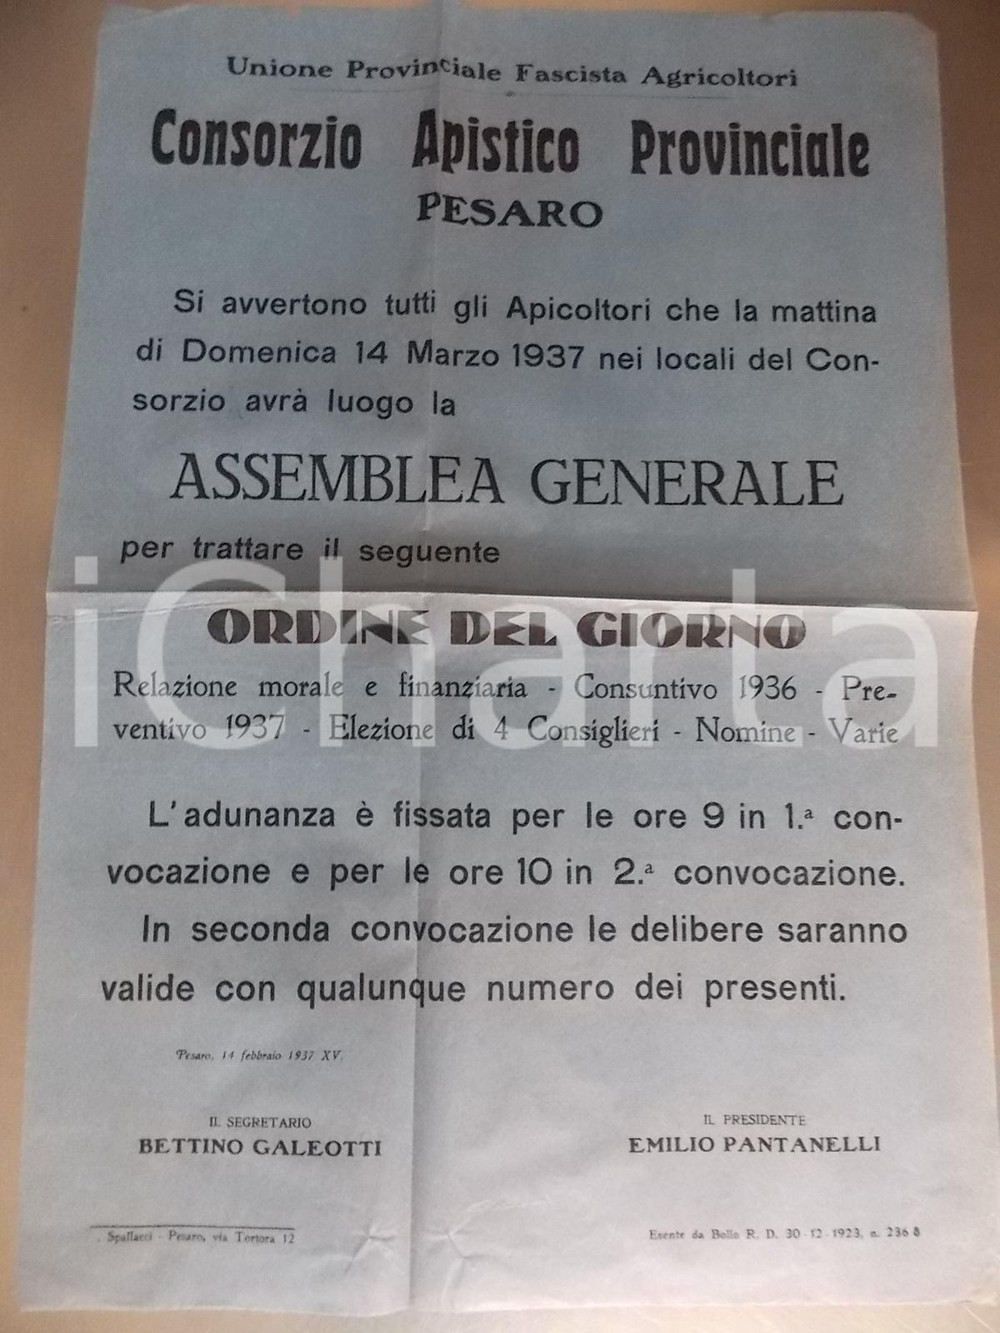 Unione Provinciale Fascista Agricoltori
Consorzio Apistico Provinciale
PESARO
Si avvertono tutti gli Apicoltori che la mattina
di Domenica 14 Marzo 1937 nei locali del Con-
sorzio avrà luogo la
ASSEMBLEA GENERALE
per trattare il seguente
iCharta
ORDINE DEL GIORNO
Relazione morale e finanziaria - Consuntivo 1936 - Pre-
ventivo 1937 - Elezione di 4 Consiglieri - Nomine - Varie
L'adunanza è fissata per le ore 9 in 1.ª con-
vocazione e per le ore 10 in 2.ª convocazione.
In seconda convocazione le delibere saranno
valide con qualunque numero dei presenti.
Pesaro, 14 febbraio 1937 XV.
IL SEGRETARIO
BETTINO GALEOTTI
IL PRESIDENTE
EMILIO PANTANELLI
. Spallacci - Pesaro, via Tortora 12
Esente da Bollo R. D. 30-12-1923, n. 2368